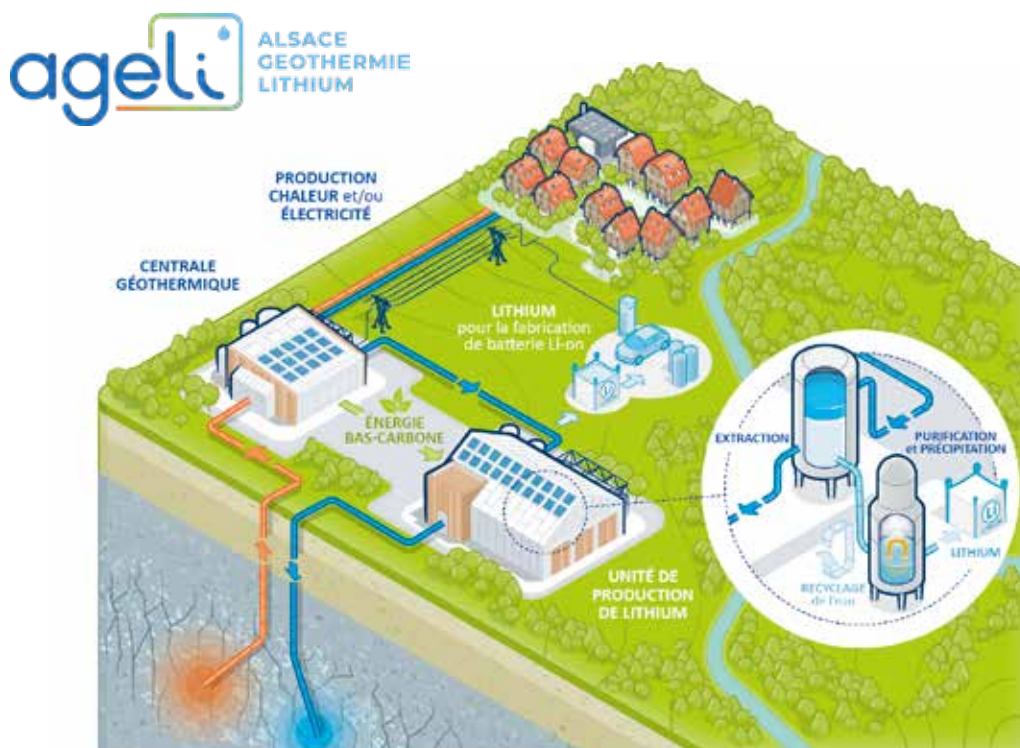 ageli
ALSACE
GEOTHERMIE
LITHIUM
PRODUCTION
CHALEUR et/ou
ÉLECTRICITÉ
CENTRALE
GÉOTHERMIQUE
LITHIUM
pour la fabrication
de batterie Li-on
ÉNERGIE
BAS-CARBONE
EXTRACTION
PURIFICATION
et PRÉCIPITATION
Li
LITHIUM
RECYCLAGE
de l'eau
UNITÉ DE
PRODUCTION
DE LITHIUM